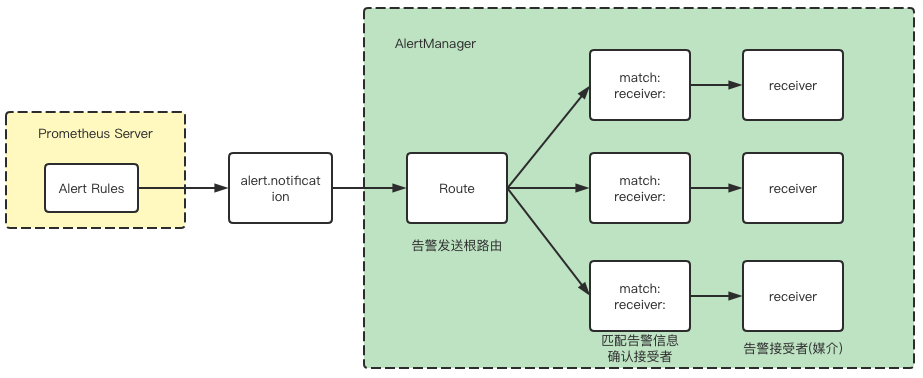 AlertManager
Prometheus Server
Alert Rules
alert.notificat
ion
Route
告警发送根路由
match:
receiver:
receiver
match:
receiver:
receiver
match:
receiver:
receiver
匹配告警信息
确认接受者
告警接受者(媒介)